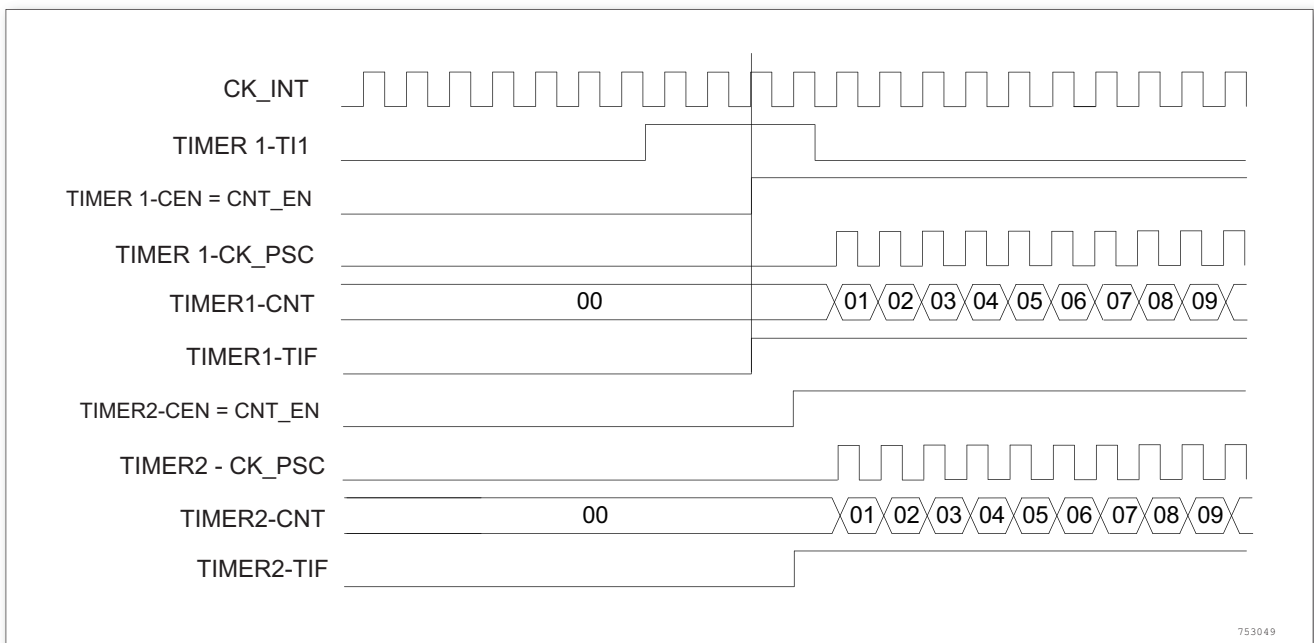 CK_INT
TIMER 1-TI1
TIMER 1-CEN = CNT_EN
TIMER 1-CK_PSC
TIMER1-CNT 00 01 02 03 04 05 06 07 08 09
TIMER1-TIF
TIMER2-CEN = CNT_EN
TIMER2 - CK_PSC
TIMER2-CNT 00 01 02 03 04 05 06 07 08 09
TIMER2-TIF
753049